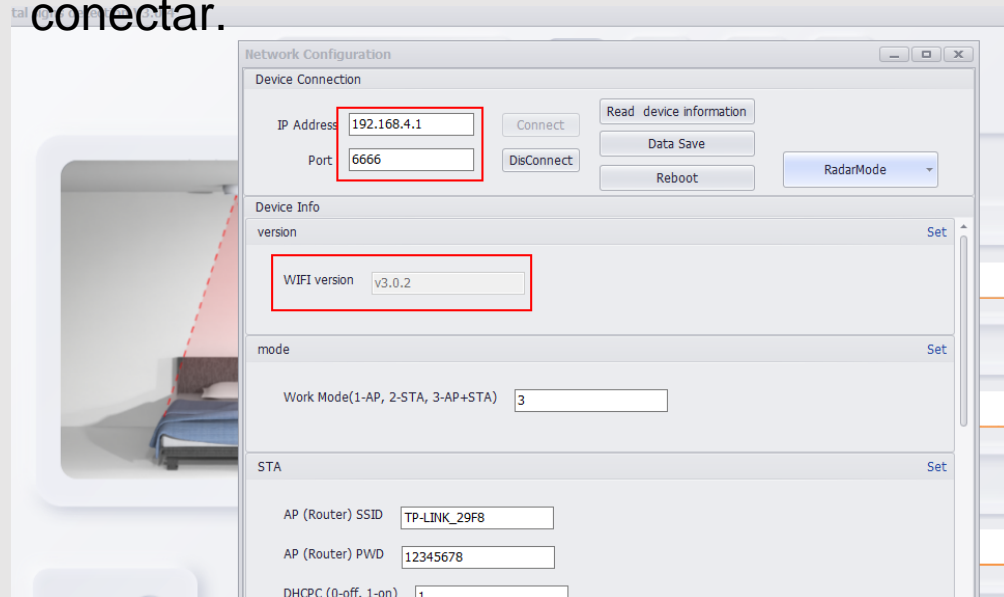 conectar.
Network Configuration
Device Connection
IP Address 192.168.4.1 Connect Read device information
Port 6666 DisConnect Data Save
Reboot RadarMode
Device Info
version Set
WIFI version v3.0.2
mode Set
Work Mode(1-AP, 2-STA, 3-AP+STA) 3
STA Set
AP (Router) SSID TP-LINK_29F8
AP (Router) PWD 12345678
DHCPC (0-off, 1-on) 1